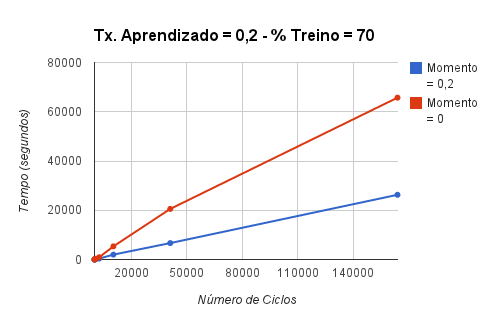 Tx. Aprendizado = 0,2 - % Treino = 70
80000
60000
40000
20000
0
Tempo (segundos)
20000
60000
80000
110000
140000
Número de Ciclos
Momento
= 0,2
Momento
= 0